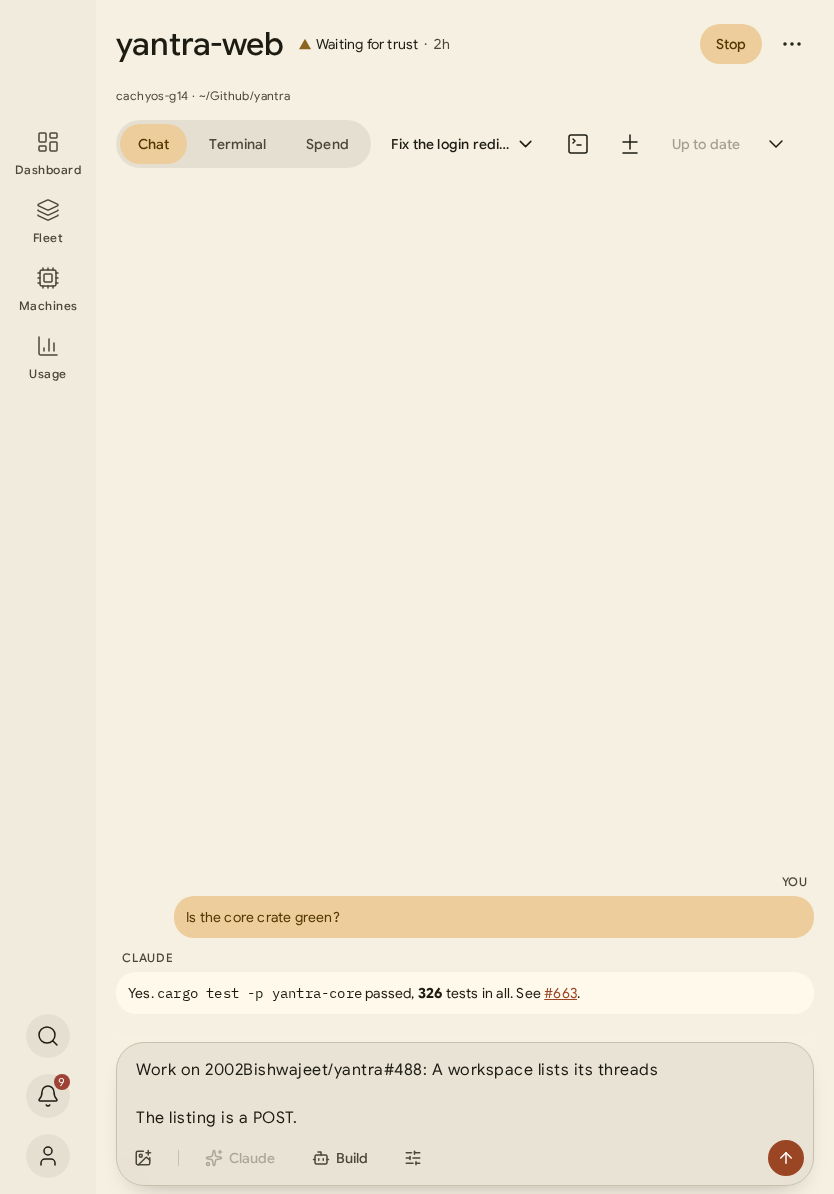 yantra-web
Waiting for trust · 2h
Stop
cachyos-g14 · ~/Github/yantra
Chat
Terminal
Spend
Fix the login redi...
Up to date
Dashboard
Fleet
Machines
Usage
9
YOU
Is the core crate green?
CLAUDE
Yes. cargo test -p yantra-core passed, 326 tests in all. See #663.
Work on 2002Bishwajeet/yantra#488: A workspace lists its threads
The listing is a POST.
Claude
Build